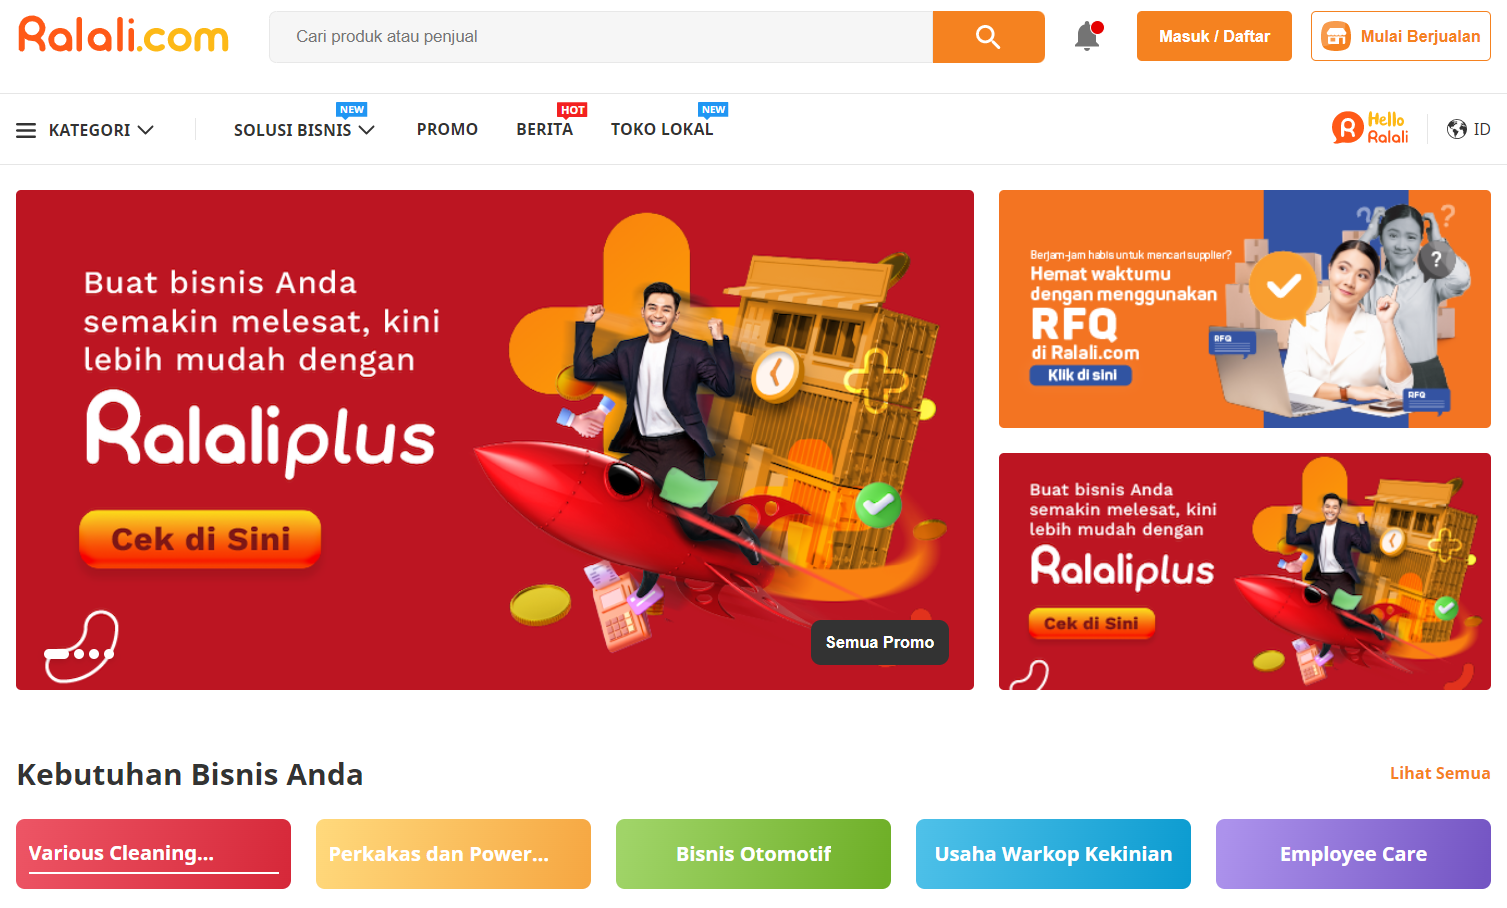 Ralali.com
Cari produk atau penjual
Masuk / Daftar
Mulai Berjualan
KATEGORI
SOLUSI BISNIS
NEW
PROMO
BERITA
HOT
TOKO LOKAL
NEW
R
Hello
Ralali
ID
Buat bisnis Anda
semakin melesat, kini
lebih mudah dengan
Ralaliplus
Cek di Sini
Semua Promo
Berjam-jam habis untuk mencari supplier?
Hemat waktumu
dengan menggunakan
RFQ
di Ralali.com
Klik di sini
RFQ
RFQ
? ?
?
Buat bisnis Anda
semakin melesat, kini
lebih mudah dengan
Ralaliplus
Cek di Sini
Kebutuhan Bisnis Anda
Lihat Semua
Various Cleaning...
Perkakas dan Power...
Bisnis Otomotif
Usaha Warkop Kekinian
Employee Care